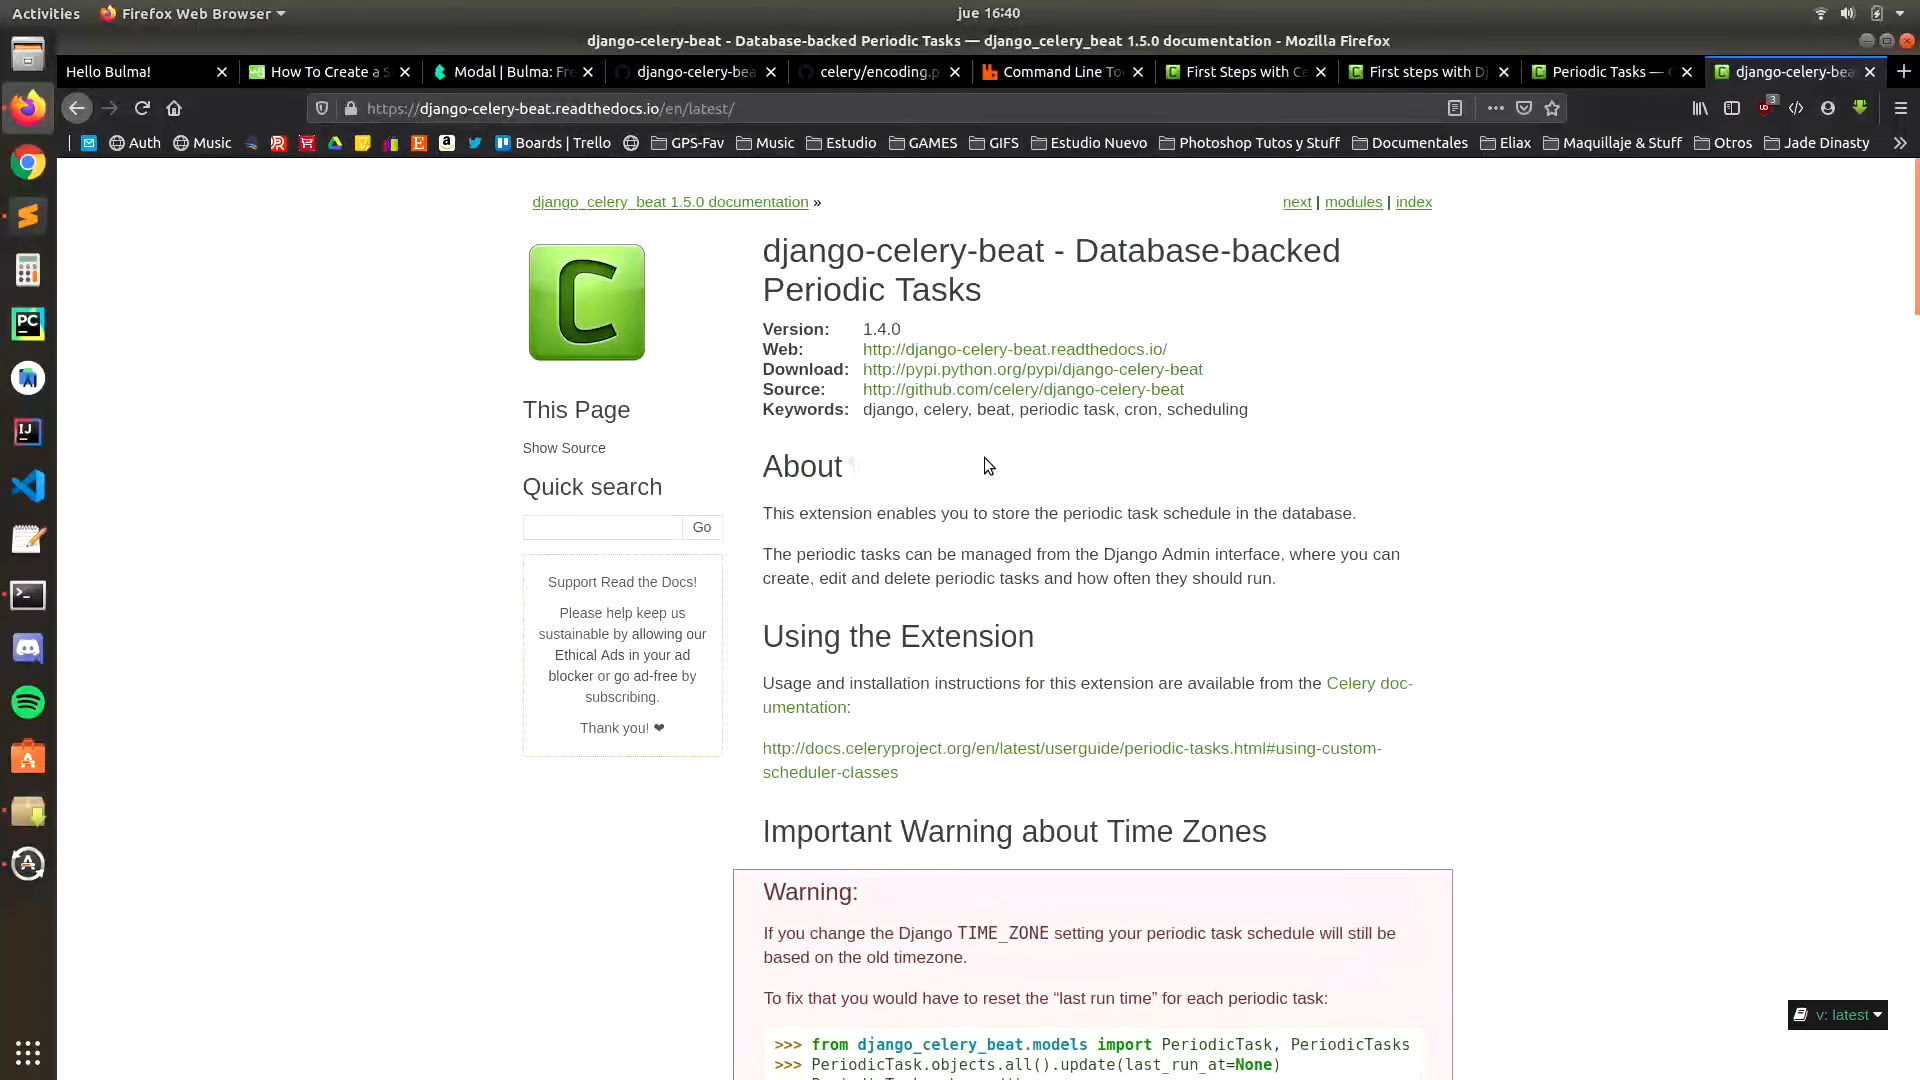 Activities Firefox Web Browser jue 16:40
django-celery-beat - Database-backed Periodic Tasks — django_celery_beat 1.5.0 documentation - Mozilla Firefox
Hello Bulma! How To Create a S Modal | Bulma: Fre django-celery-bea celery/encoding.p Command Line To First Steps with Ce First steps with Dj Periodic Tasks — django-celery-bea
https://django-celery-beat.readthedocs.io/en/latest/ 3
Auth Music Boards | Trello GPS-Fav Music Estudio GAMES GIFS Estudio Nuevo Photoshop Tutos y Stuff Documentales Eliax Maquillaje & Stuff Otros Jade Dinasty
django_celery_beat 1.5.0 documentation » next | modules | index
C
This Page
Show Source
Quick search
Go
Support Read the Docs!
Please help keep us
sustainable by allowing our
Ethical Ads in your ad
blocker or go ad-free by
subscribing.
Thank you! ❤
django-celery-beat - Database-backed
Periodic Tasks
Version: 1.4.0
Web: http://django-celery-beat.readthedocs.io/
Download: http://pypi.python.org/pypi/django-celery-beat
Source: http://github.com/celery/django-celery-beat
Keywords: django, celery, beat, periodic task, cron, scheduling
About ¶
This extension enables you to store the periodic task schedule in the database.
The periodic tasks can be managed from the Django Admin interface, where you can
create, edit and delete periodic tasks and how often they should run.
Using the Extension
Usage and installation instructions for this extension are available from the Celery doc-
umentation:
http://docs.celeryproject.org/en/latest/userguide/periodic-tasks.html#using-custom-
scheduler-classes
Important Warning about Time Zones
Warning:
If you change the Django TIME_ZONE setting your periodic task schedule will still be
based on the old timezone.
To fix that you would have to reset the “last run time” for each periodic task:
>>> from django_celery_beat.models import PeriodicTask, PeriodicTasks
>>> PeriodicTask.objects.all().update(last_run_at=None)
v: latest